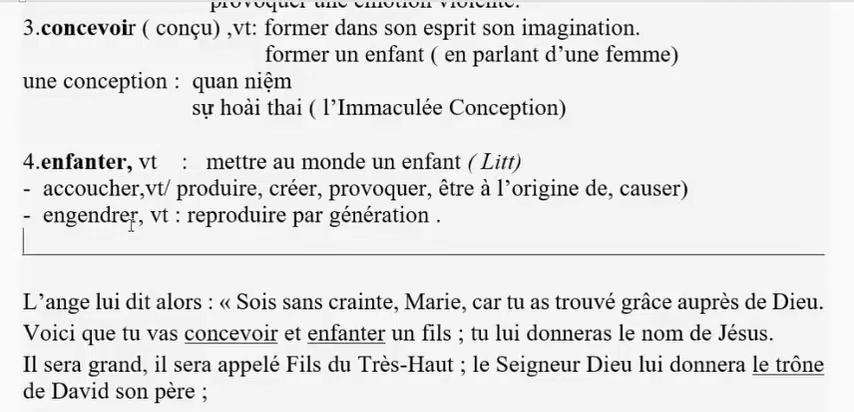 provoquer une émotion violente.
3.concevoir ( conçu) ,vt: former dans son esprit son imagination.
former un enfant ( en parlant d’une femme)
une conception : quan niệm
sự hoài thai ( l’Immaculée Conception)
4.enfanter, vt : mettre au monde un enfant ( Litt)
- accoucher,vt/ produire, créer, provoquer, être à l’origine de, causer)
- engendrer, vt : reproduire par génération .
L’ange lui dit alors : « Sois sans crainte, Marie, car tu as trouvé grâce auprès de Dieu.
Voici que tu vas concevoir et enfanter un fils ; tu lui donneras le nom de Jésus.
Il sera grand, il sera appelé Fils du Très-Haut ; le Seigneur Dieu lui donnera le trône
de David son père ;